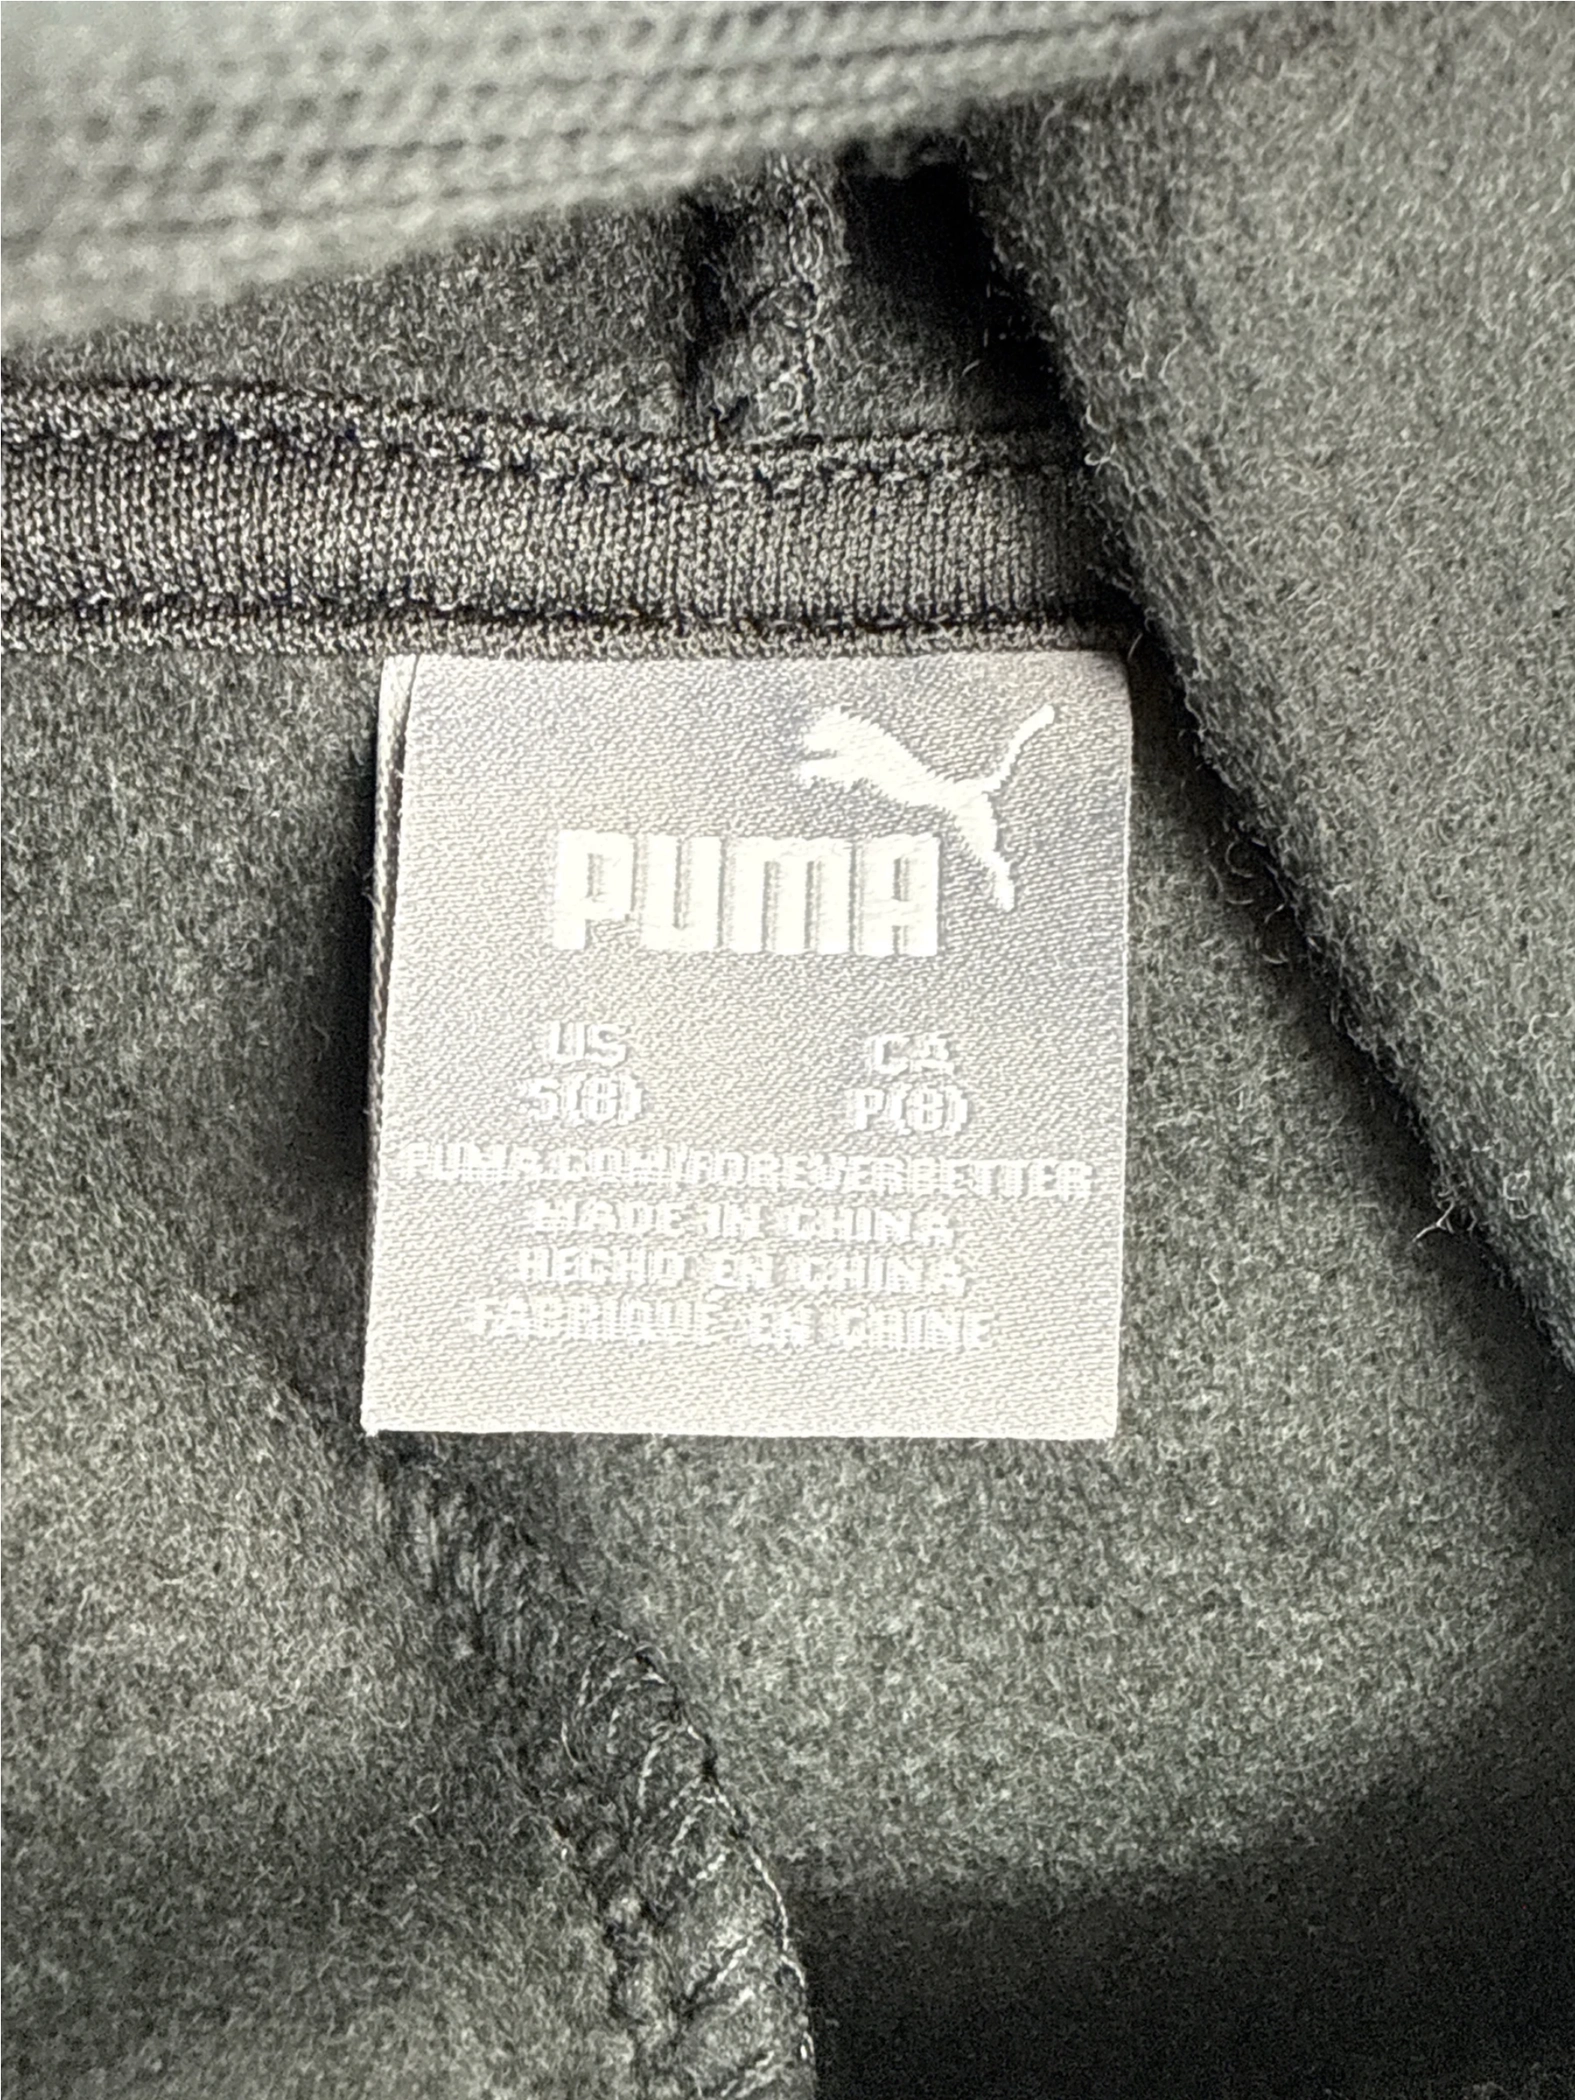 PUMA
US CA
S(8) P(8)
PUMA.COM/FOREVERBETTER
MADE IN CHINA
HECHO EN CHINA
FABRIQUÉ EN CHINE